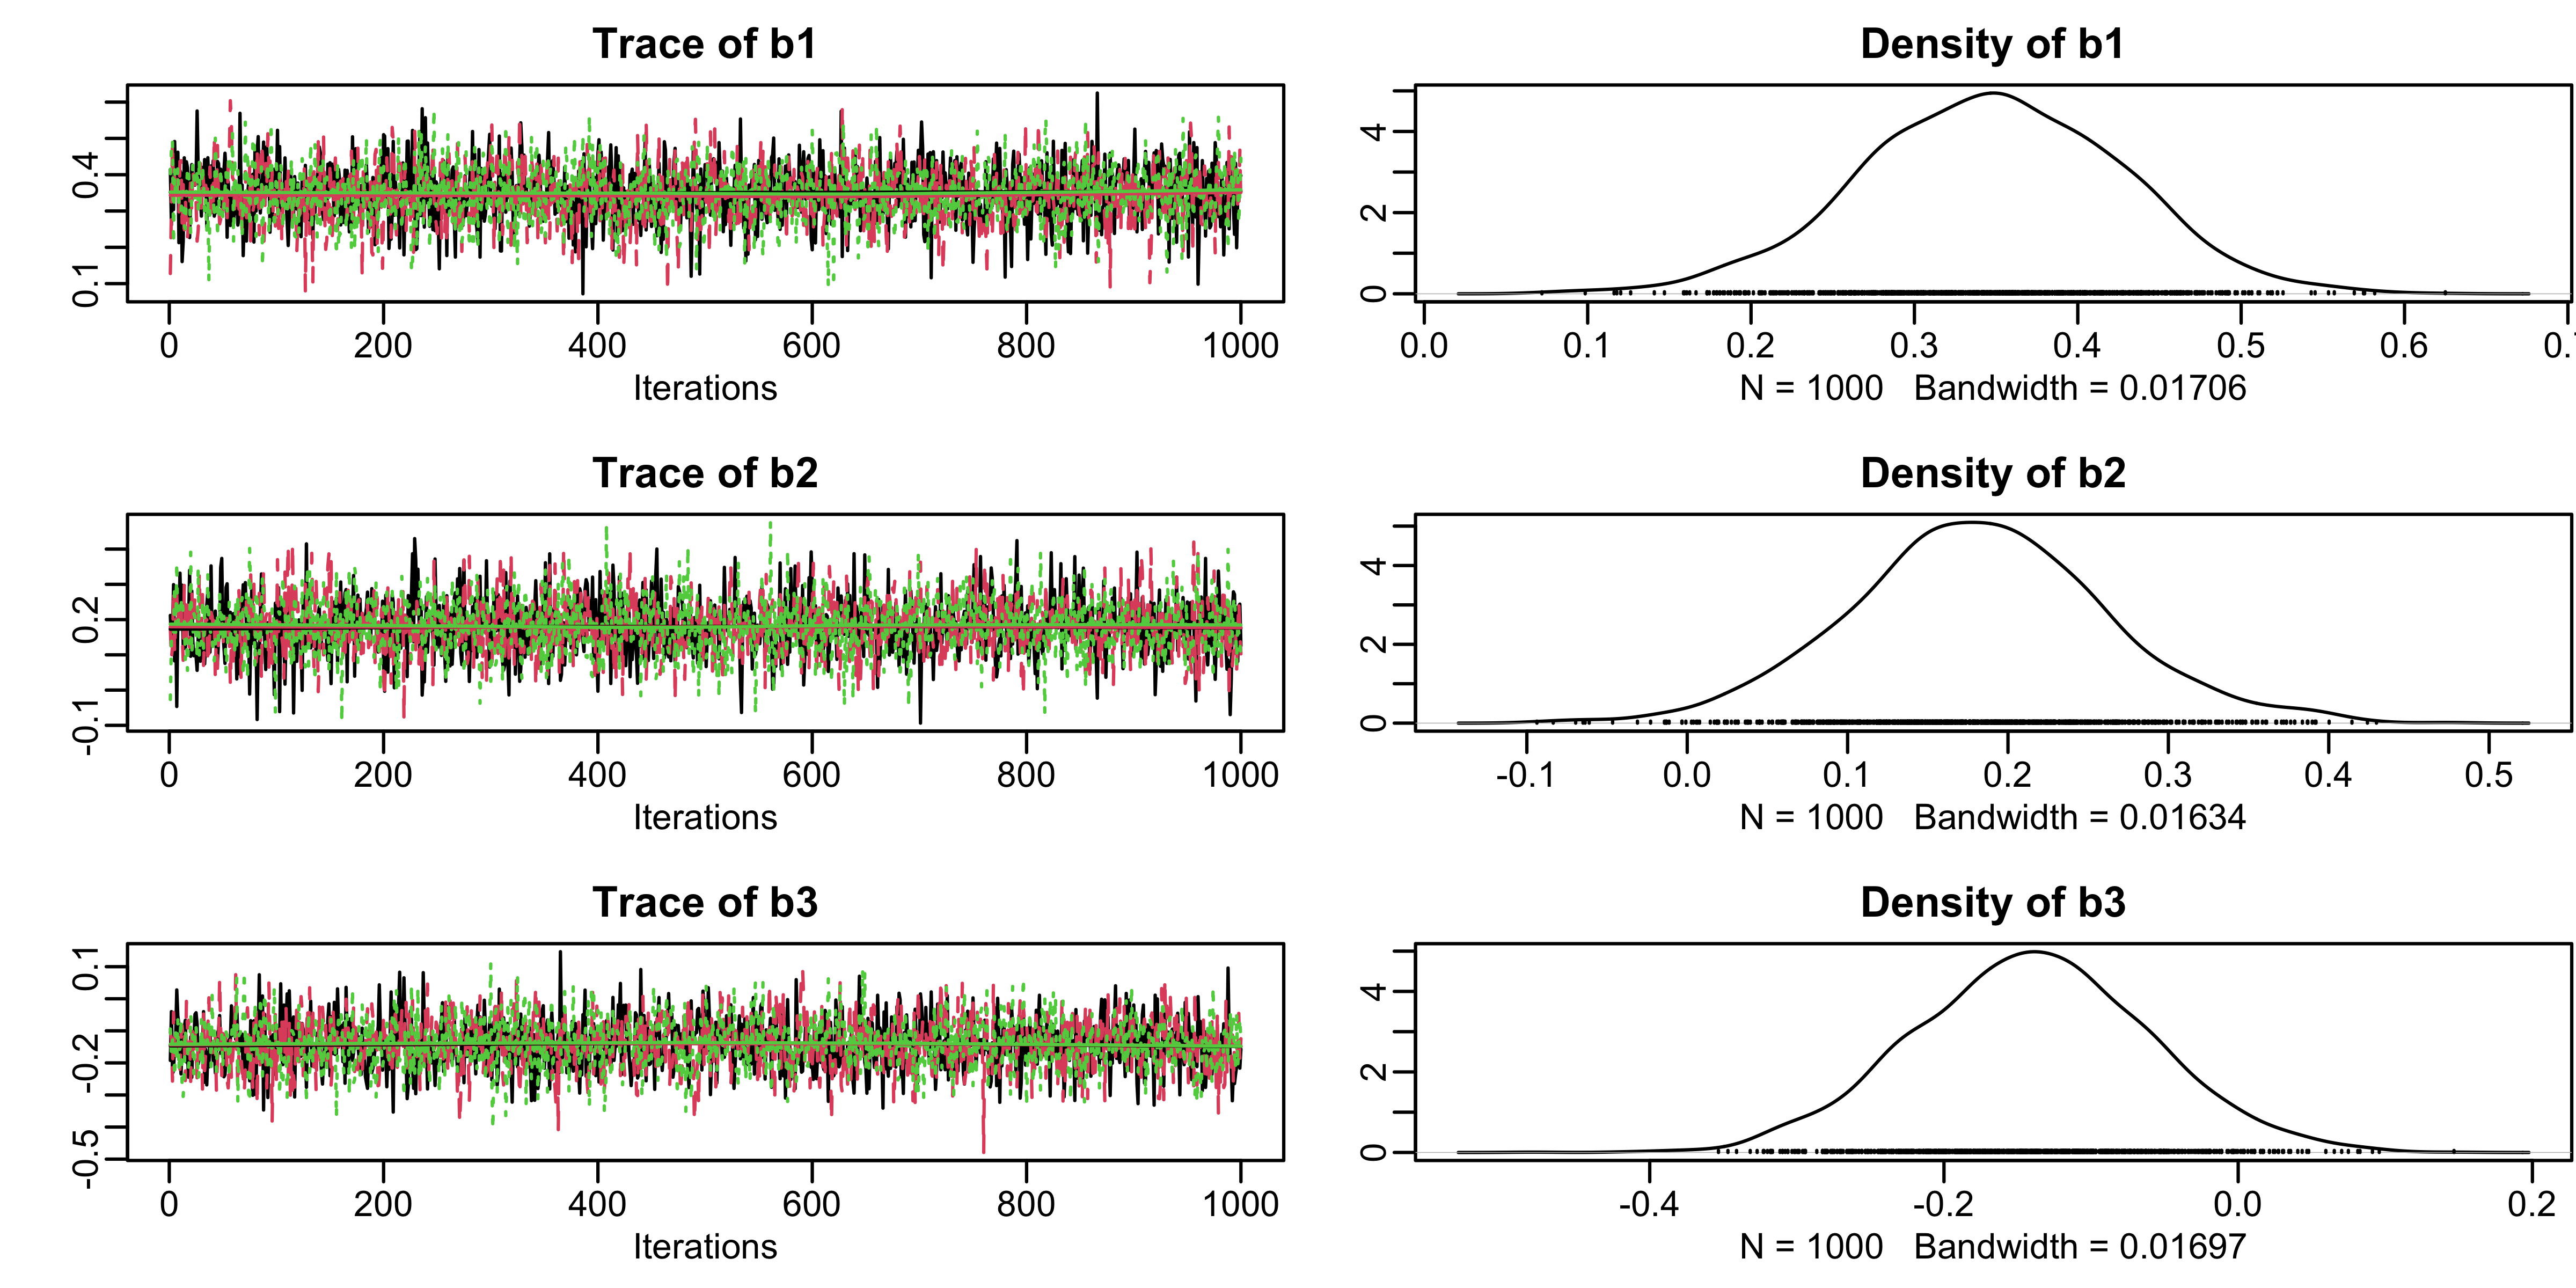 Trace of b1
0.4
0.1
0 200 400 600 800 1000
Iterations
Density of b1
4
2
0
0.0 0.1 0.2 0.3 0.4 0.5 0.6 0.
N = 1000 Bandwidth = 0.01706
Trace of b2
0.2
-0.1
0 200 400 600 800 1000
Iterations
Density of b2
4
2
0
-0.1 0.0 0.1 0.2 0.3 0.4 0.5
N = 1000 Bandwidth = 0.01634
Trace of b3
0.1
-0.2
-0.5
0 200 400 600 800 1000
Iterations
Density of b3
4
2
0
-0.4 -0.2 0.0 0.2
N = 1000 Bandwidth = 0.01697